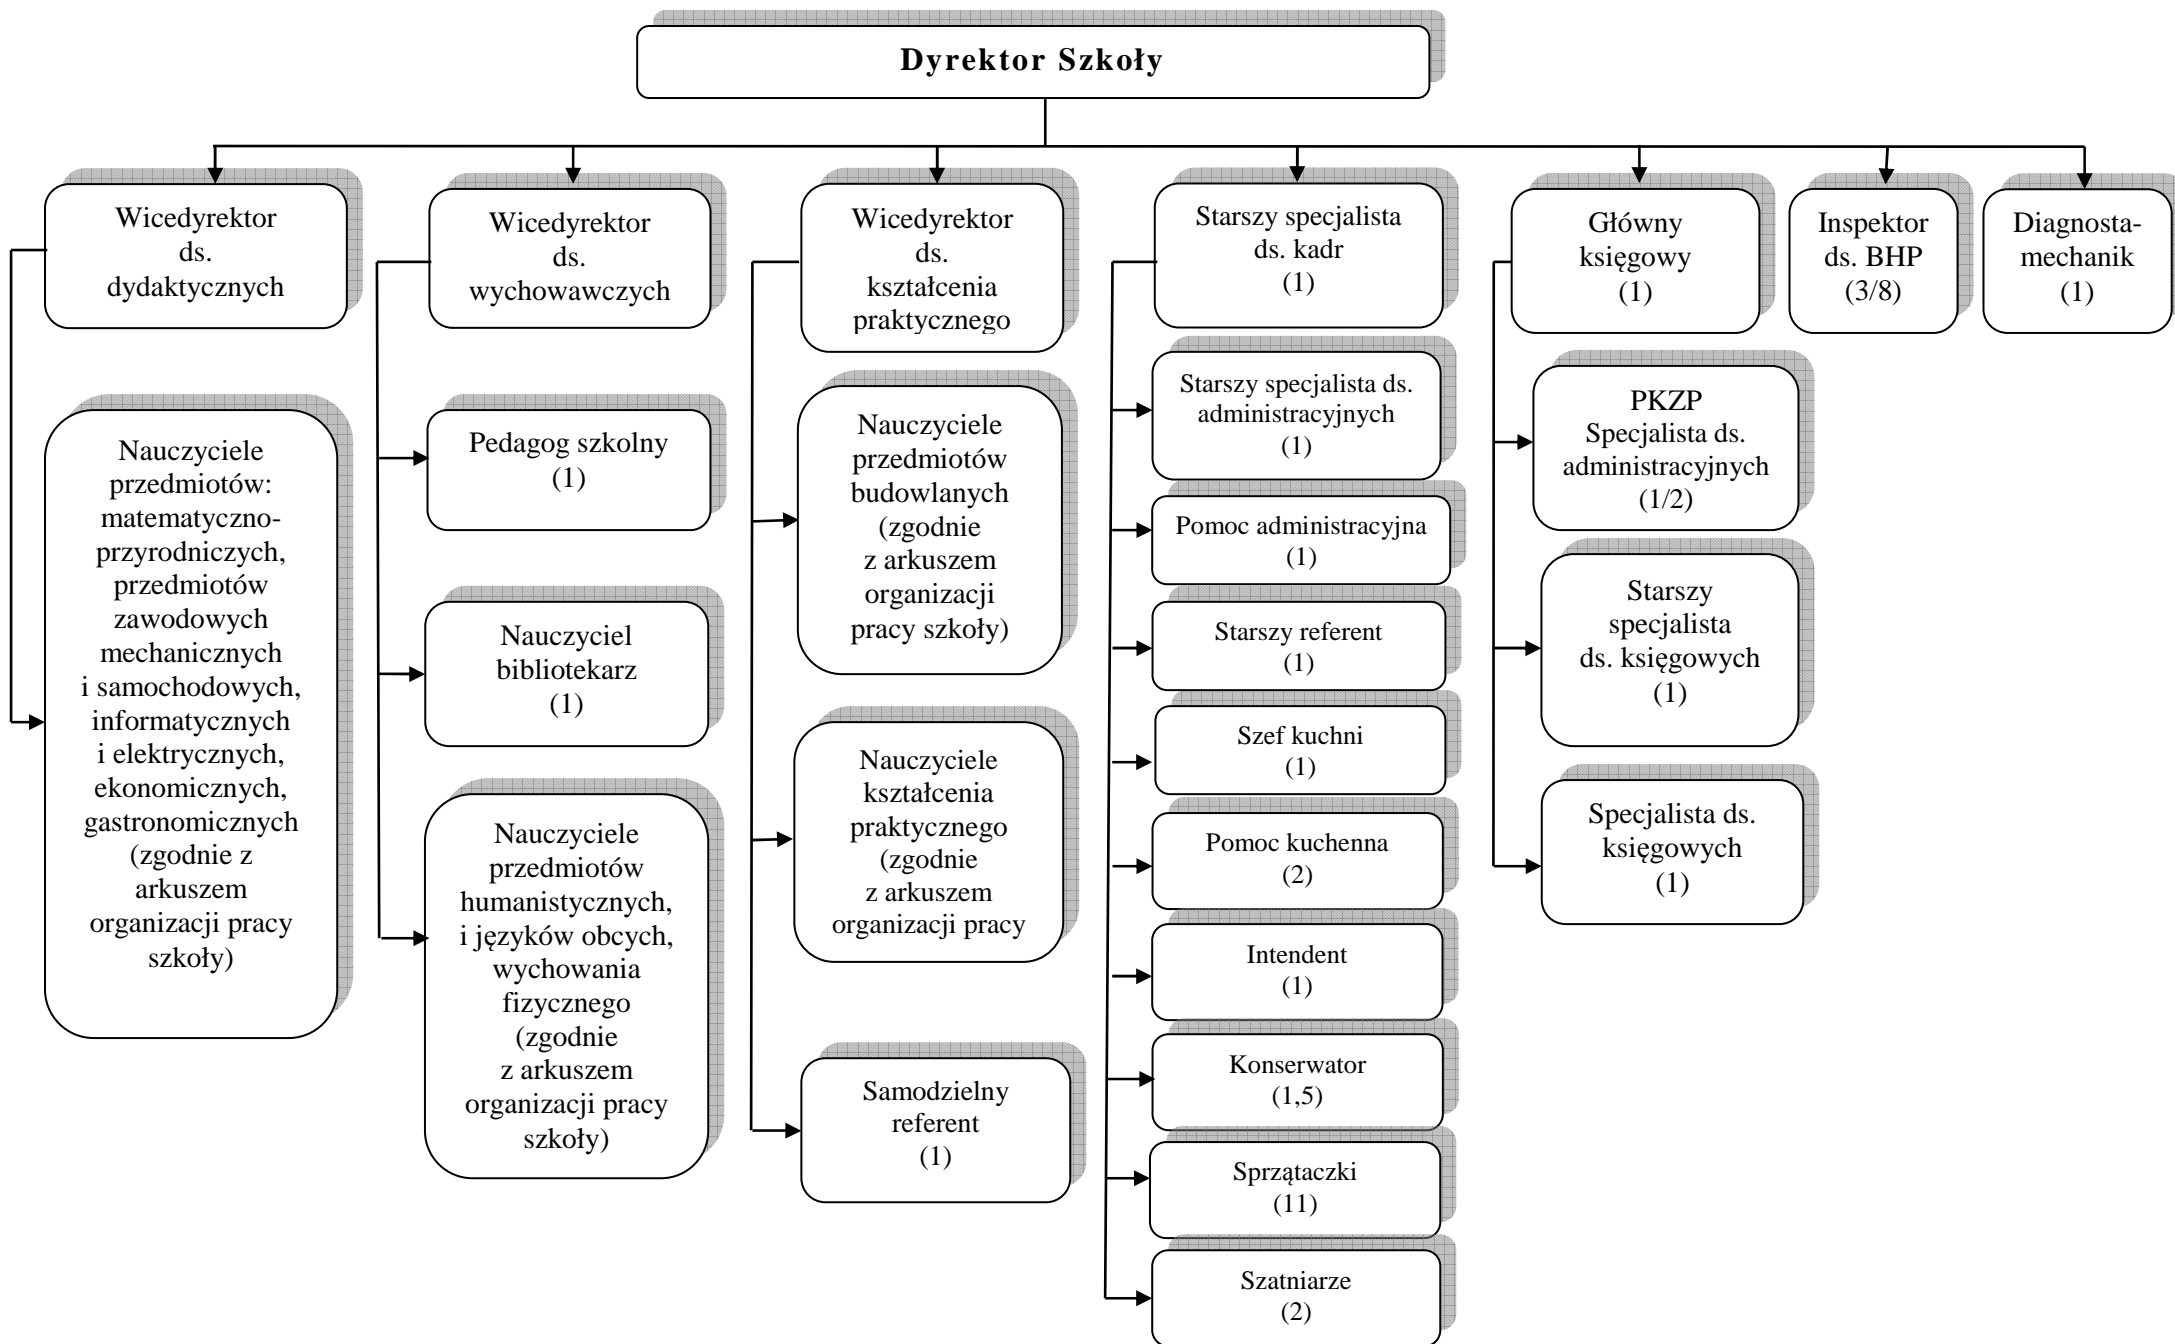 Dyrektor Szkoły
Wicedyrektor
ds.
dydaktycznych
Nauczyciele
przedmiotów:
matematyczno-
przyrodniczych,
przedmiotów
zawodowych
mechanicznych
i samochodowych,
informatycznych
i elektrycznych,
ekonomicznych,
gastronomicznych
(zgodnie z
arkuszem
organizacji pracy
szkoły)
Wicedyrektor
ds.
wychowawczych
Pedagog szkolny
(1)
Nauczyciel
bibliotekarz
(1)
Nauczyciele
przedmiotów
humanistycznych,
i języków obcych,
wychowania
fizycznego
(zgodnie
z arkuszem
organizacji pracy
szkoły)
Wicedyrektor
ds.
kształcenia
praktycznego
Nauczyciele
przedmiotów
budowlanych
(zgodnie
z arkuszem
organizacji
pracy szkoły)
Nauczyciele
kształcenia
praktycznego
(zgodnie
z arkuszem
organizacji pracy
Samodzielny
referent
(1)
Starszy specjalista
ds. kadr
(1)
Starszy specjalista ds.
administracyjnych
(1)
Pomoc administracyjna
(1)
Starszy referent
(1)
Szef kuchni
(1)
Pomoc kuchenna
(2)
Intendent
(1)
Konserwator
(1,5)
Sprzątaczki
(11)
Szatniarze
(2)
Główny
księgowy
(1)
PKZP
Specjalista ds.
administracyjnych
(1/2)
Starszy
specjalista
ds. księgowych
(1)
Specjalista ds.
księgowych
(1)
Inspektor
ds. BHP
(3/8)
Diagnosta-
mechanik
(1)